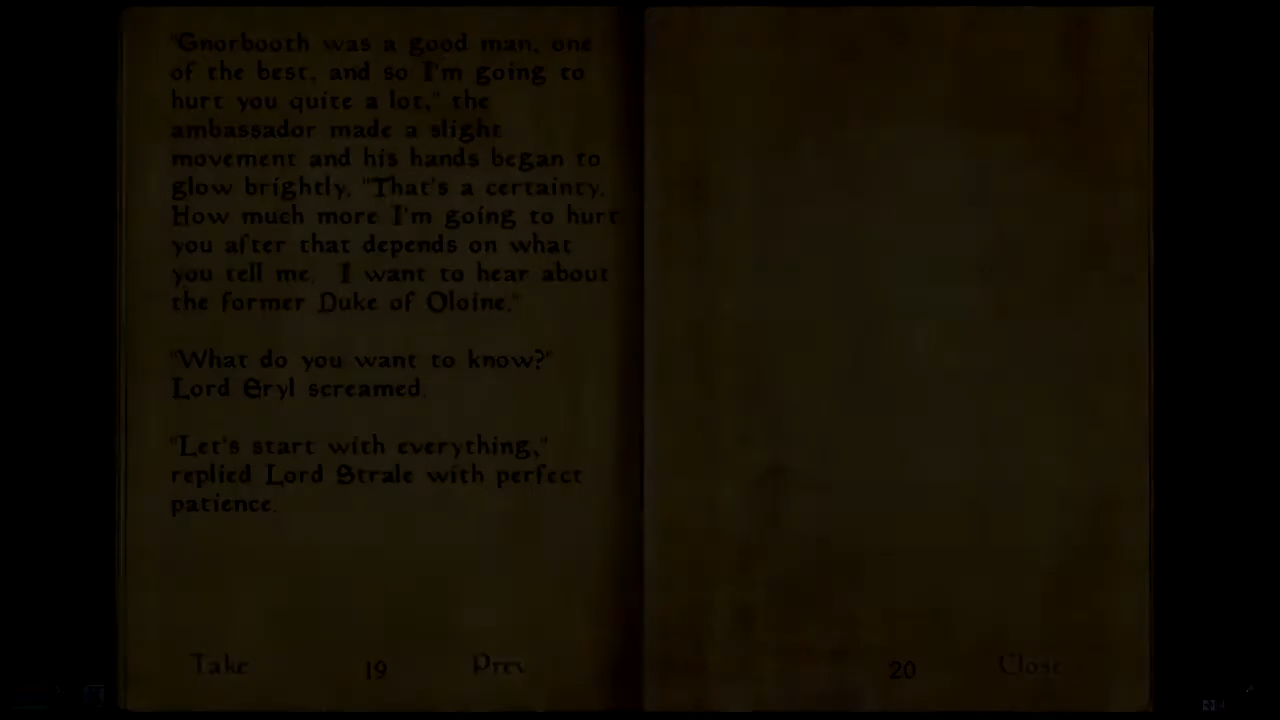 "Gnorbooth was a good man, one
of the best, and so I'm going to
hurt you quite a lot," the
ambassador made a slight
movement and his hands began to
glow brightly. "That's a certainty.
How much more I'm going to hurt
you after that depends on what
you tell me.  I want to hear about
the former Duke of Oloine."
"What do you want to know?"
Lord Eryl screamed.
"Let's start with everything,"
replied Lord Strale with perfect
patience.
Take 19 Prev 20 Close